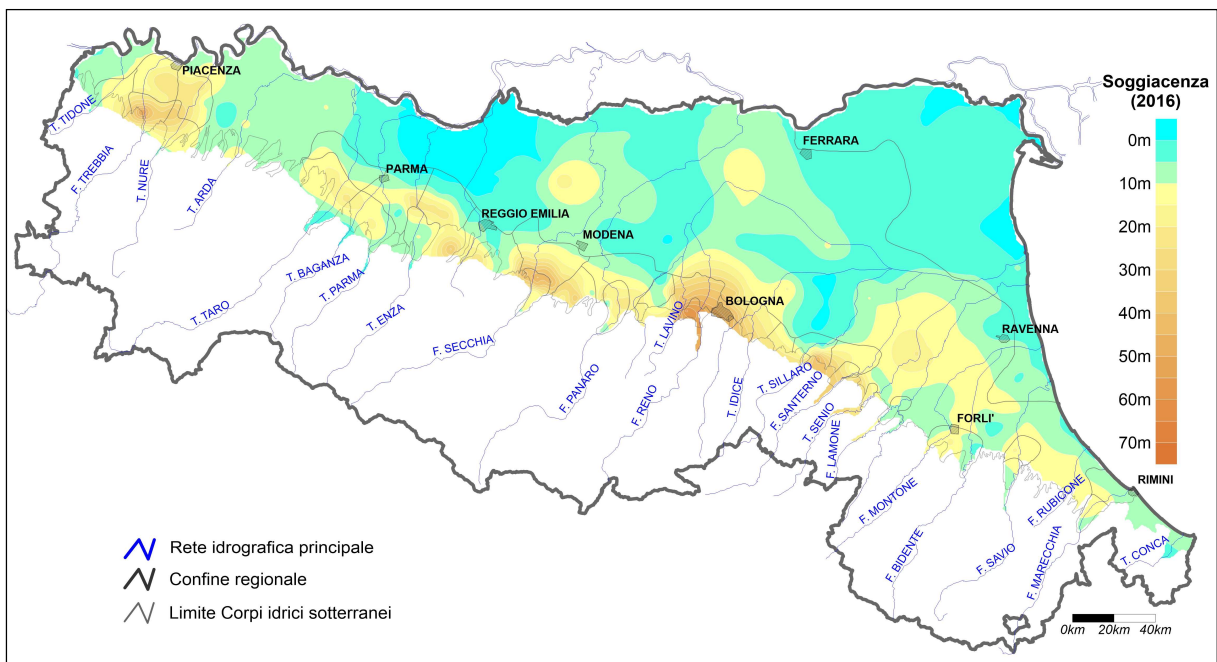 PIACENZA
T. TIDONE
F. TREBBIA
T. NURE
T. ARDA
PARMA
REGGIO EMILIA
MODENA
FERRARA
BOLOGNA
RAVENNA
FORLI'
RIMINI
T. TARO
T. BAGANZA
T. PARMA
T. ENZA
F. SECCHIA
F. PANARO
T. LAVINO
F. RENO
T. IDICE
T. SILLARO
F. SANTERNO
T. SENIO
F. LAMONE
F. MONTONE
F. BIDENTE
F. SAVIO
F. RUBICONE
F. MARECCHIA
T. CONCA
Soggiacenza
(2016)
0m
10m
20m
30m
40m
50m
60m
70m
Rete idrografica principale
Confine regionale
Limite Corpi idrici sotterranei
0km 20km 40km